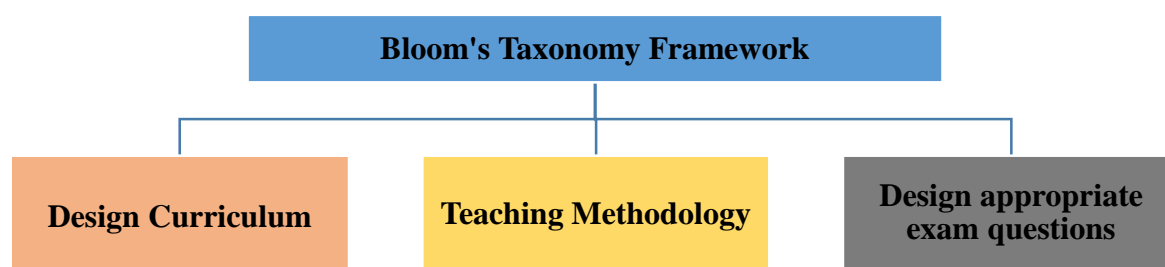 Bloom's Taxonomy Framework
Design Curriculum
Teaching Methodology
Design appropriate
exam questions